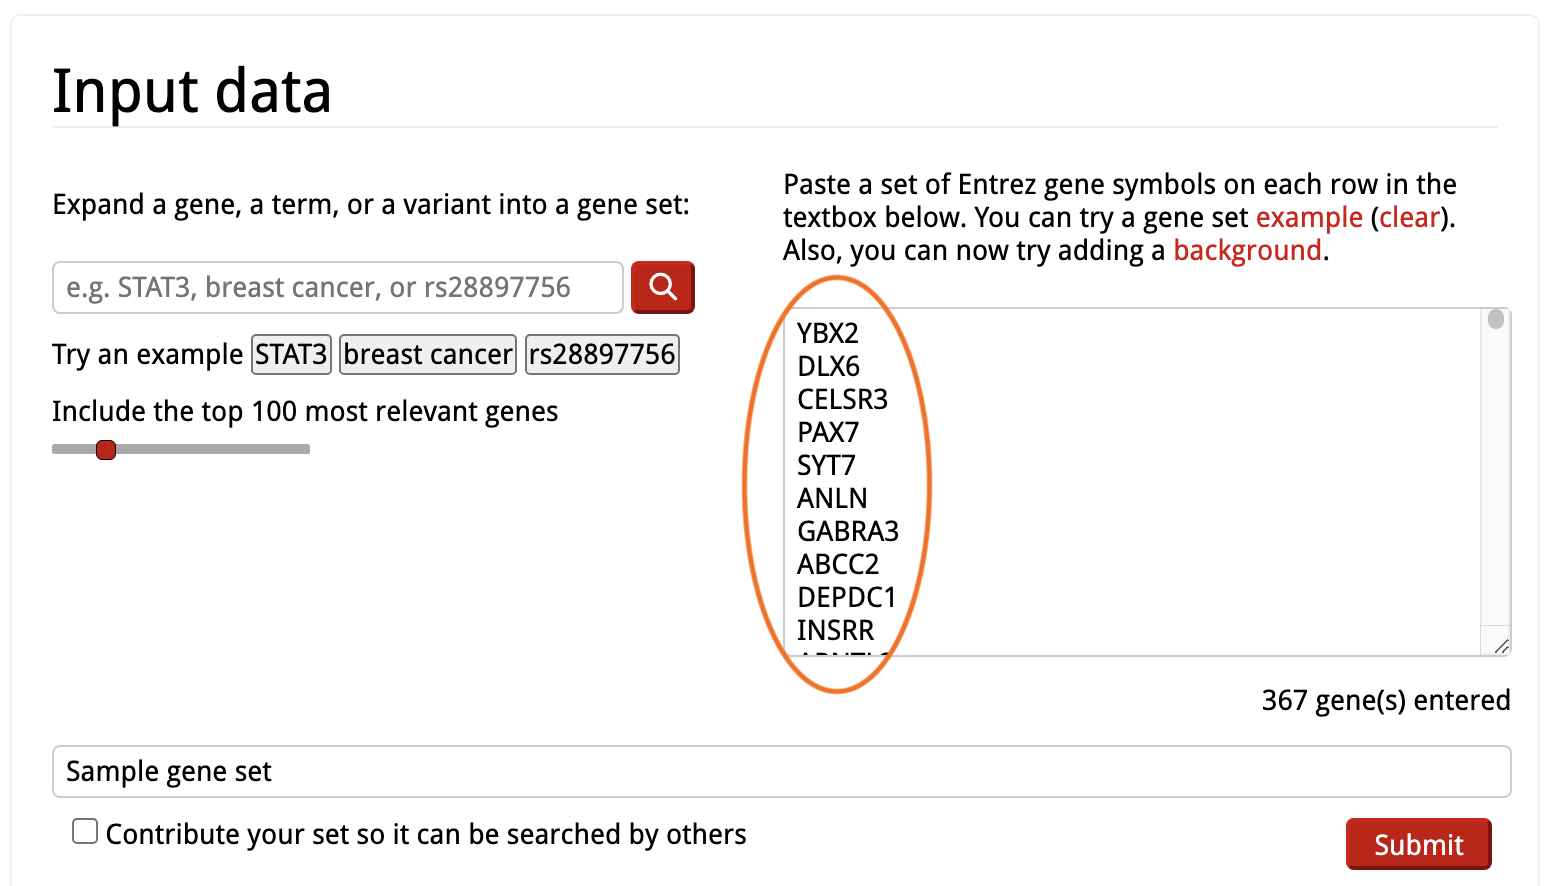 Input data
Expand a gene, a term, or a variant into a gene set:
e.g. STAT3, breast cancer, or rs28897756
Try an example STAT3 breast cancer rs28897756
Include the top 100 most relevant genes
Paste a set of Entrez gene symbols on each row in the
textbox below. You can try a gene set example (clear).
Also, you can now try adding a background.
YBX2
DLX6
CELSR3
PAX7
SYT7
ANLN
GABRA3
ABCC2
DEPDC1
INSRR
367 gene(s) entered
Sample gene set
Contribute your set so it can be searched by others
Submit